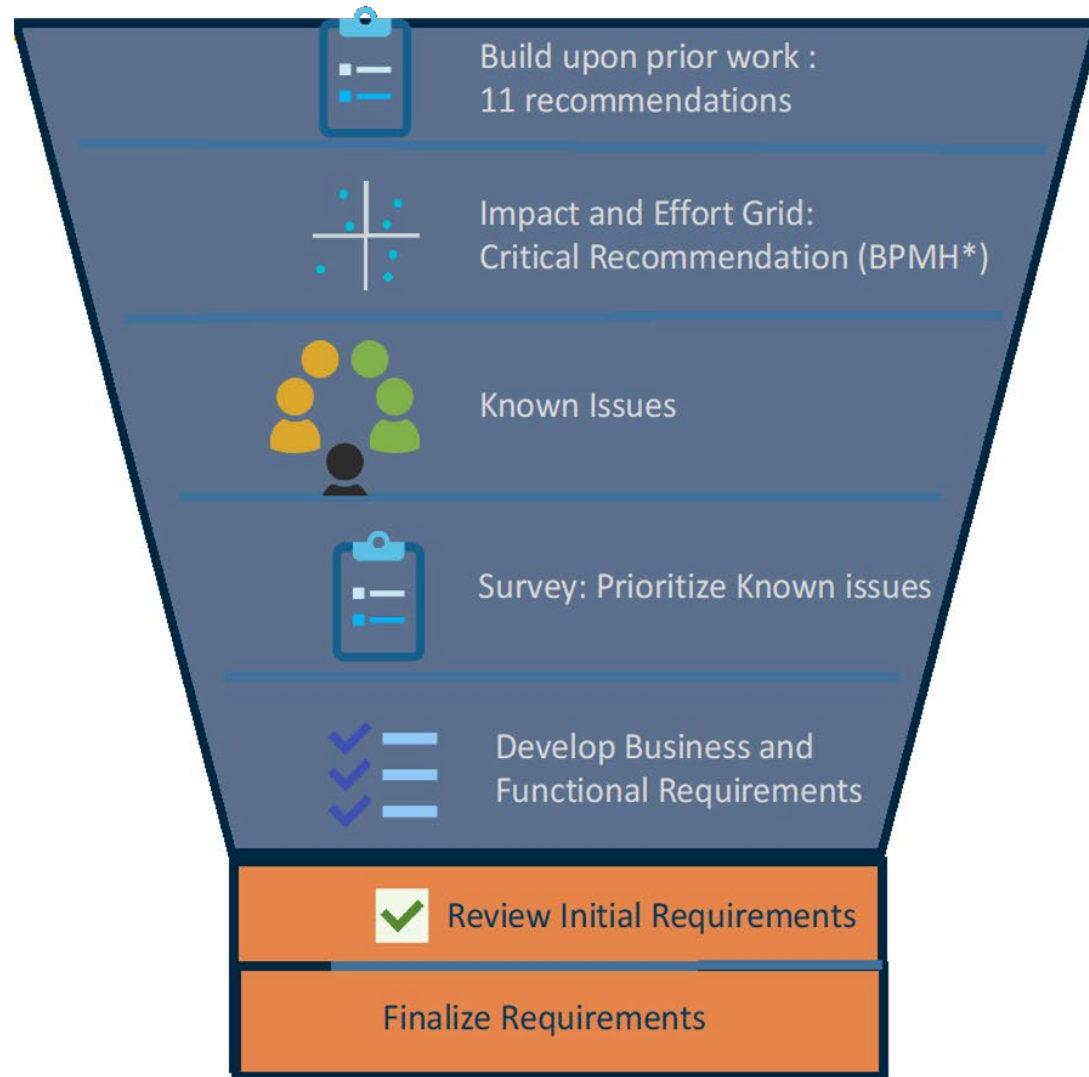 Build upon prior work :
11 recommendations
Impact and Effort Grid:
Critical Recommendation (BPMH*)
Known Issues
Survey: Prioritize Known issues
Develop Business and
Functional Requirements
Review Initial Requirements
Finalize Requirements